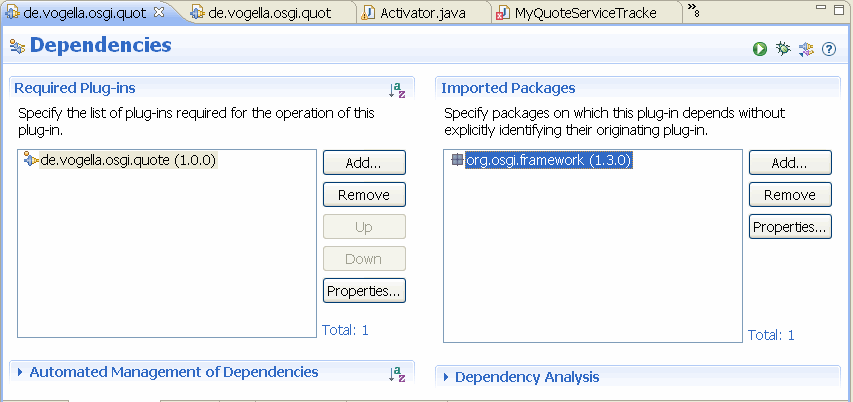 de.vogella.osgi.quot
de.vogella.osgi.quot
Activator.java
MyQuoteServiceTracke
»8
Dependencies
Required Plug-ins
Specify the list of plug-ins required for the operation of this
plug-in.
de.vogella.osgi.quote (1.0.0)
Add...
Remove
Up
Down
Properties...
Total: 1
Automated Management of Dependencies
Imported Packages
Specify packages on which this plug-in depends without
explicitly identifying their originating plug-in.
org.osgi.framework (1.3.0)
Add...
Remove
Properties...
Total: 1
Dependency Analysis